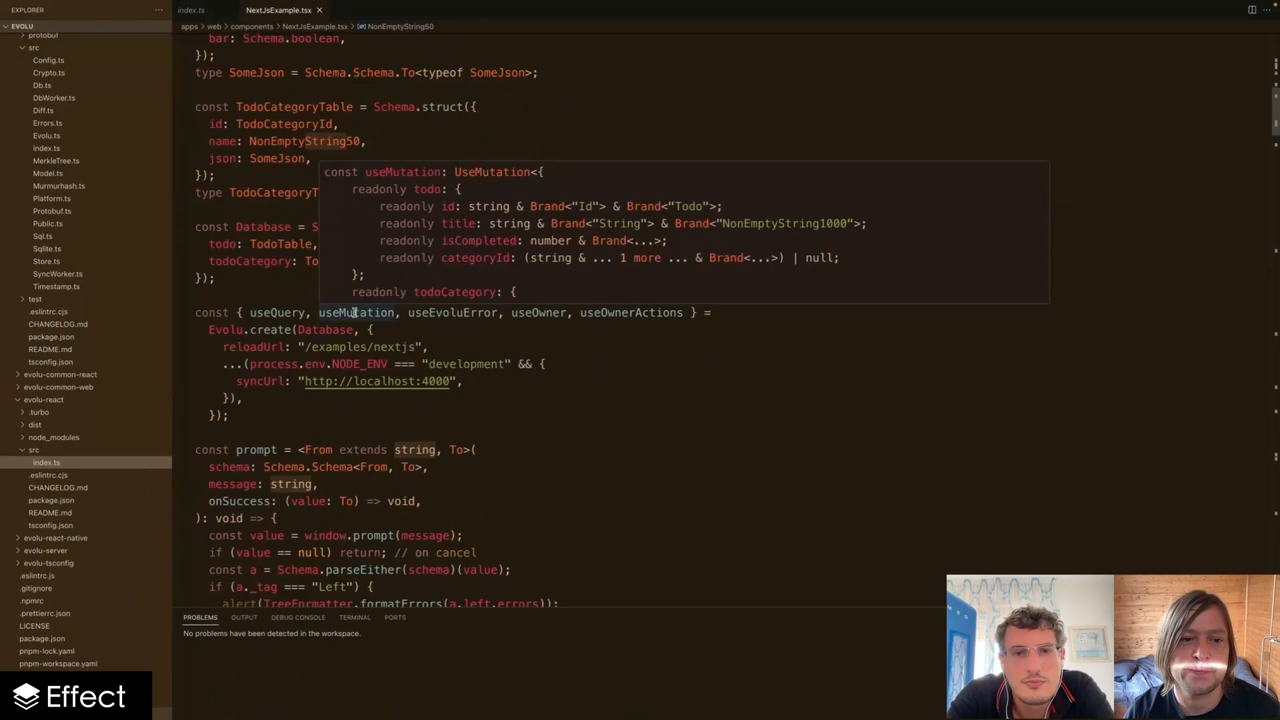 EXPLORER
EVOLU
protobuf
src
Config.ts
Crypto.ts
Db.ts
DbWorker.ts
Diff.ts
Errors.ts
Evolu.ts
index.ts
MerkleTree.ts
Model.ts
Murmurhash.ts
Platform.ts
Protobuf.ts
Public.ts
Sql.ts
Sqlite.ts
Store.ts
SyncWorker.ts
Timestamp.ts
test
.eslintrc.cjs
CHANGELOG.md
package.json
README.md
tsconfig.json
evolu-common-react
evolu-common-web
evolu-react
.turbo
dist
node_modules
src
index.ts
.eslintrc.cjs
CHANGELOG.md
package.json
README.md
tsconfig.json
evolu-react-native
evolu-server
evolu-tsconfig
.eslintrc.js
.gitignore
.npmrc
.prettierrc.json
LICENSE
package.json
pnpm-lock.yaml
pnpm-workspace.yaml
Effect
index.ts NextJsExample.tsx
apps > web > components > NextJsExample.tsx > NonEmptyString50
bar: Schema.boolean,
});
type SomeJson = Schema.Schema.To<typeof SomeJson>;
const TodoCategoryTable = Schema.struct({
id: TodoCategoryId,
name: NonEmptyString50,
json: SomeJson,
});
type TodoCategoryT
const Database = S
todo: TodoTable,
todoCategory: To
});
const useMutation: UseMutation<{
readonly todo: {
readonly id: string & Brand<"Id"> & Brand<"Todo">;
readonly title: string & Brand<"String"> & Brand<"NonEmptyString1000">;
readonly isCompleted: number & Brand<...>;
readonly categoryId: (string & ... 1 more ... & Brand<...>) | null;
};
readonly todoCategory: {
const { useQuery, useMutation, useEvoluError, useOwner, useOwnerActions } =
Evolu.create(Database, {
reloadUrl: "/examples/nextjs",
...(process.env.NODE_ENV === "development" && {
syncUrl: "http://localhost:4000",
}),
});
const prompt = <From extends string, To>(
schema: Schema.Schema<From, To>,
message: string,
onSuccess: (value: To) => void,
): void => {
const value = window.prompt(message);
if (value == null) return; // on cancel
const a = Schema.parseEither(schema)(value);
if (a._tag === "Left") {
alert(TreeFormatter.formatErrors(a.left.errors));
PROBLEMS OUTPUT DEBUG CONSOLE TERMINAL PORTS
No problems have been detected in the workspace.